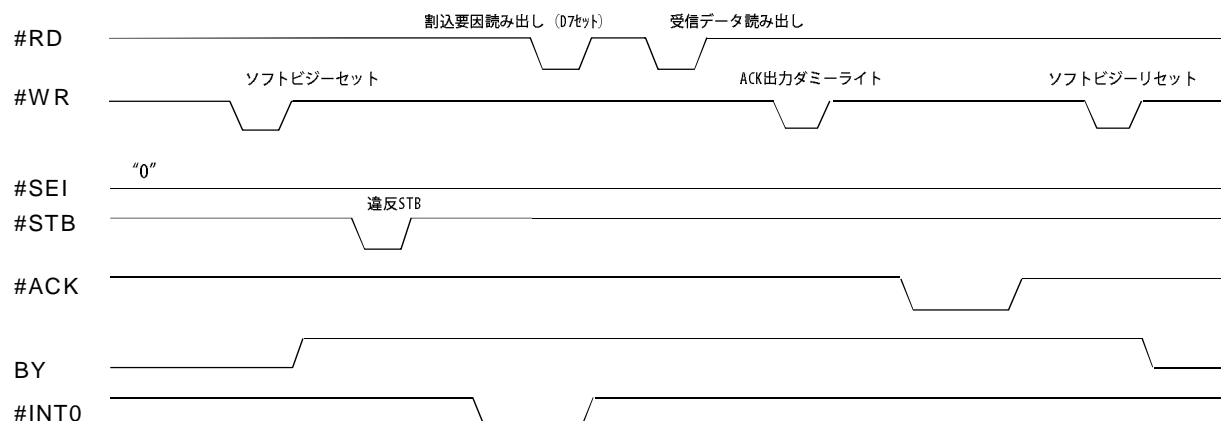 割込要因読み出し（D7セット）
受信データ読み出し
#RD
ソフトビジーセット
ACK出力ダミーライト
ソフトビジーリセット
#WR
“0”
#SEI
違反STB
#STB
#ACK
BY
#INT0